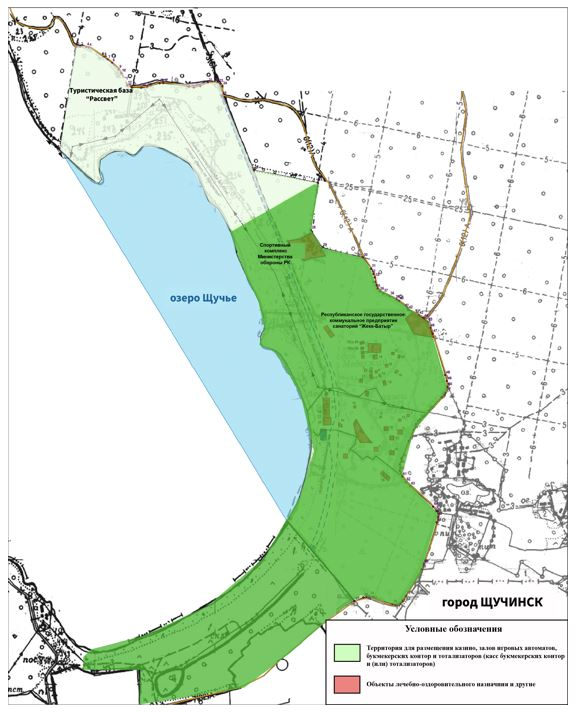 Туристическая база
"Рассвет"
Спортивный
комплекс
Министерства
обороны РК
озеро Щучье
Республиканское государственное
коммунальное предприятие
санаторий "Жеке-Батыр"
город ЩУЧИНСК
Условные обозначения
Территория для размещения казино, залов игровых автоматов,
букмекерских контор и тотализаторов (касс букмекерских контор
и (или) тотализаторов)
Объекты лечебно-оздоровительного назначния и другие